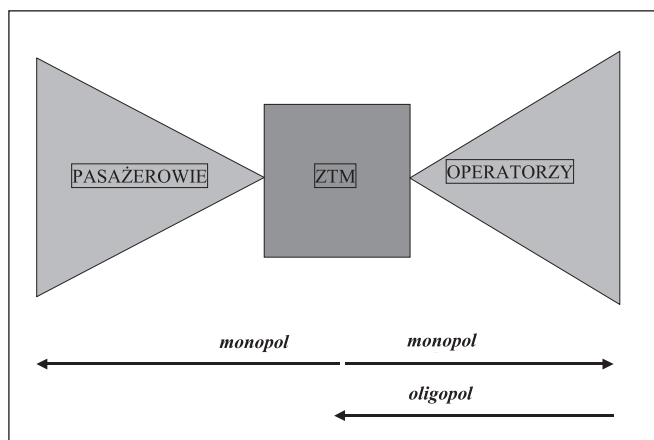 PASAŻEROWIE
ZTM
OPERATORZY
monopol
monopol
oligopol